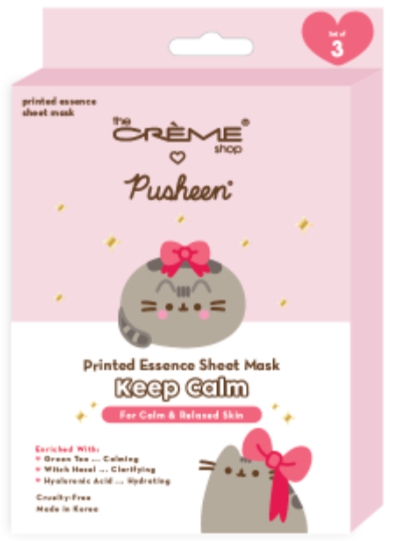 Set of
3
printed essence
sheet mask
the
CRÈME®
shop
Pusheen®
Printed Essence Sheet Mask
Keep Calm
For Calm & Relaxed Skin
Enriched With:
♥ Green Tea ... Calming
♥ Witch Hazel ... Clarifying
♥ Hyaluronic Acid ... Hydrating
Cruelty-Free
Made in Korea